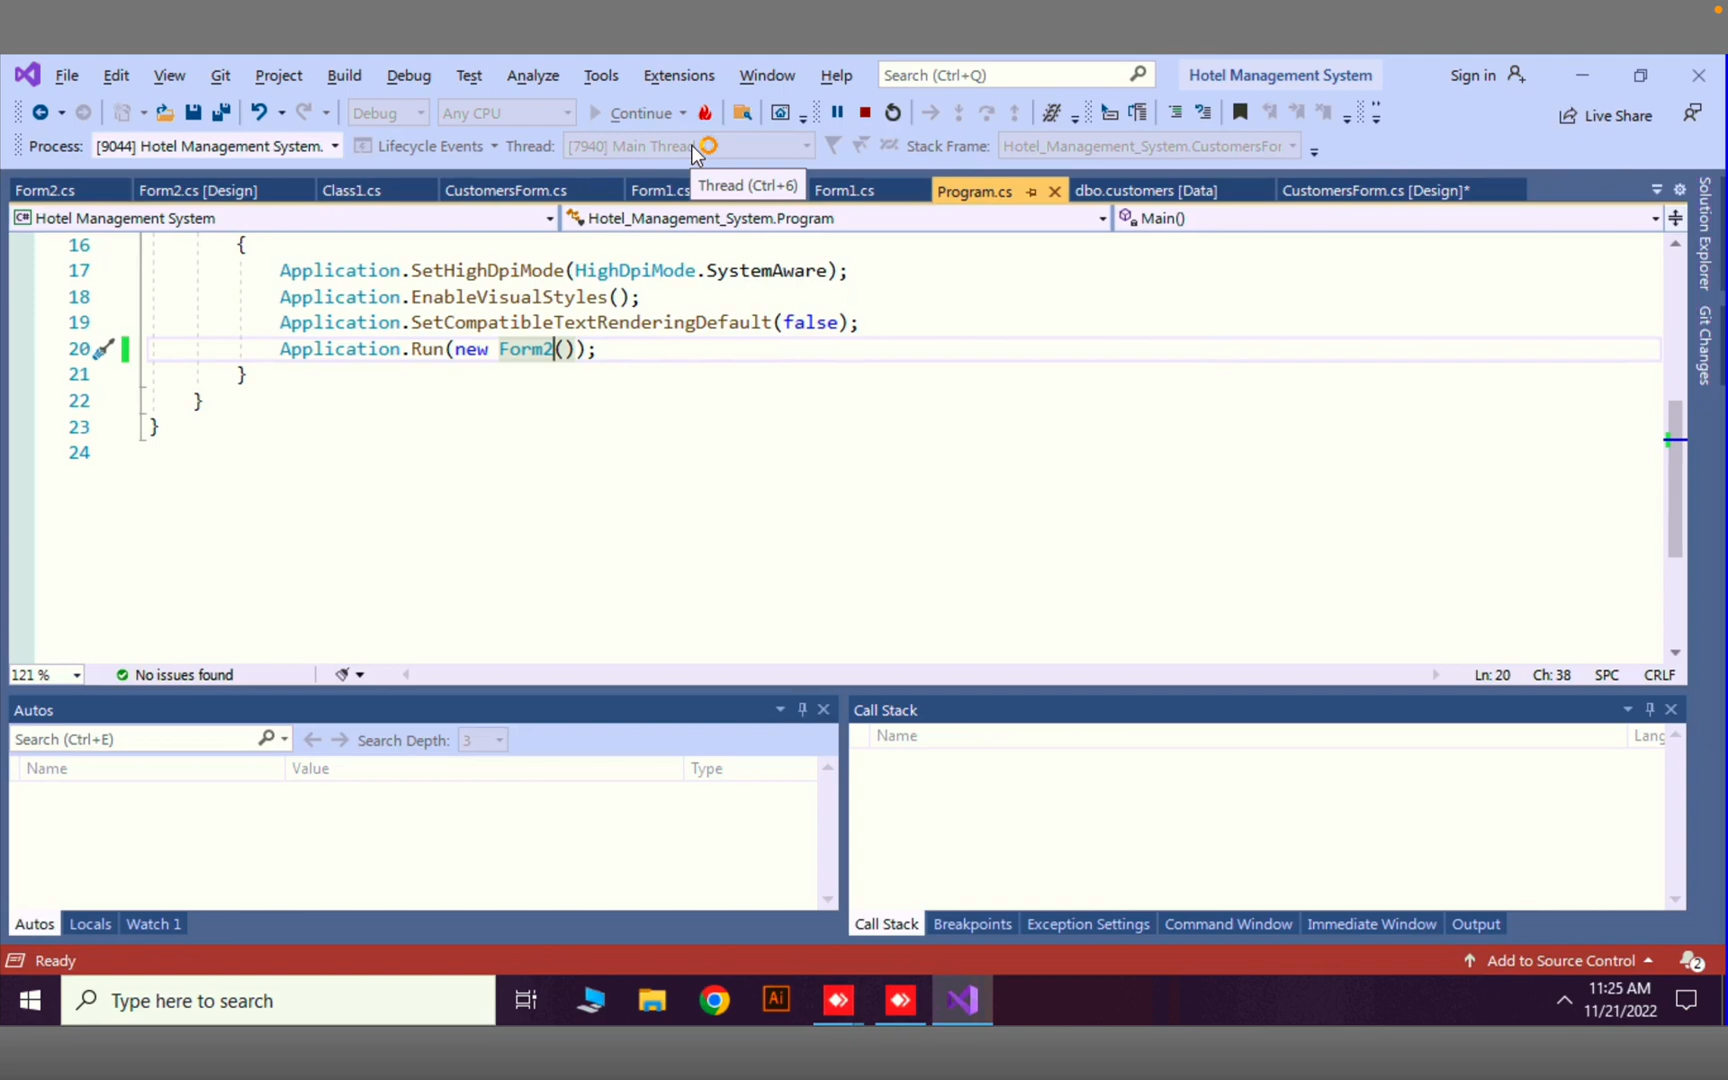 File Edit View Git Project Build Debug Test Analyze Tools Extensions Window Help Search (Ctrl+Q) Hotel Management System Sign in
Debug Any CPU Continue Live Share
Process: [9044] Hotel Management System. Lifecycle Events Thread: [7940] Main Thread Stack Frame: Hotel_Management_System.CustomersFor
Thread (Ctrl+6)
Form2.cs Form2.cs [Design] Class1.cs CustomersForm.cs Form1.cs Form1.cs Program.cs dbo.customers [Data] CustomersForm.cs [Design]*
C# Hotel Management System Hotel_Management_System.Program Main()
16 {
17 Application.SetHighDpiMode(HighDpiMode.SystemAware);
18 Application.EnableVisualStyles();
19 Application.SetCompatibleTextRenderingDefault(false);
20 Application.Run(new Form2());
21 }
22 }
23 }
24
121 % No issues found Ln: 20 Ch: 38 SPC CRLF
Autos Call Stack
Search (Ctrl+E) Search Depth: 3 Name Lang
Name Value Type
Autos Locals Watch 1 Call Stack Breakpoints Exception Settings Command Window Immediate Window Output
Ready Add to Source Control 2
Type here to search Ai 11:25 AM
11/21/2022
Solution Explorer
Git Changes